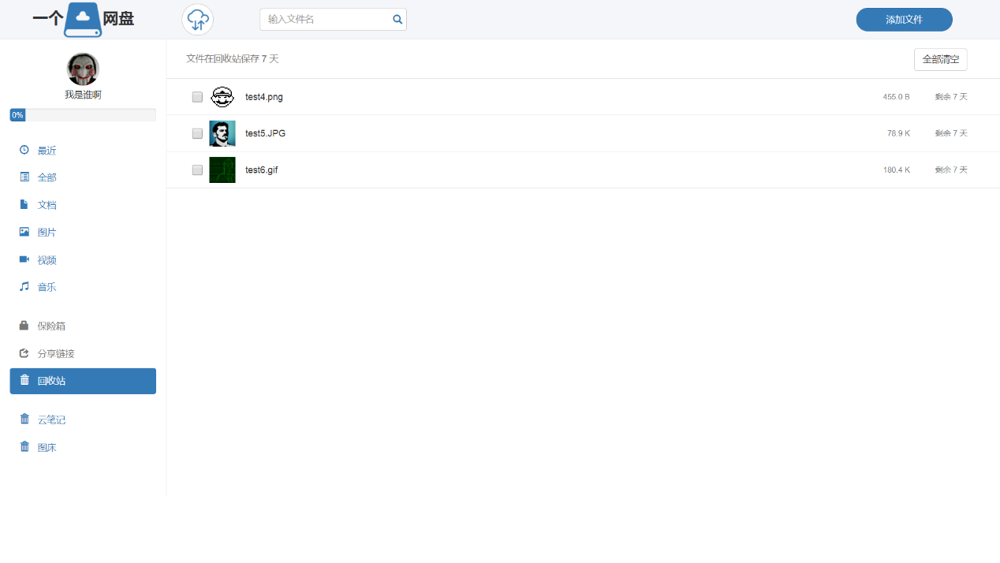 一个网盘
输入文件名
添加文件
我是谁啊
0%
最近
全部
文档
图片
视频
音乐
保险箱
分享链接
回收站
云笔记
图床
文件在回收站保存 7 天
全部清空
test4.png 455.0 B 剩余 7 天
test5.JPG 78.9 K 剩余 7 天
test6.gif 180.4 K 剩余 7 天